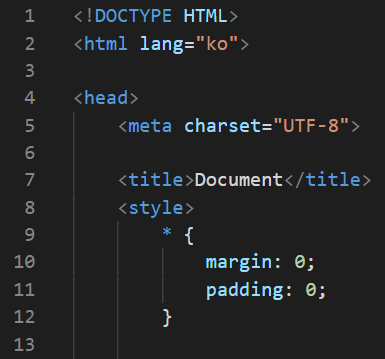 1 <!DOCTYPE HTML>
2 <html lang="ko">
3
4 <head>
5 <meta charset="UTF-8">
6
7 <title>Document</title>
8 <style>
9 * {
10 margin: 0;
11 padding: 0;
12 }
13